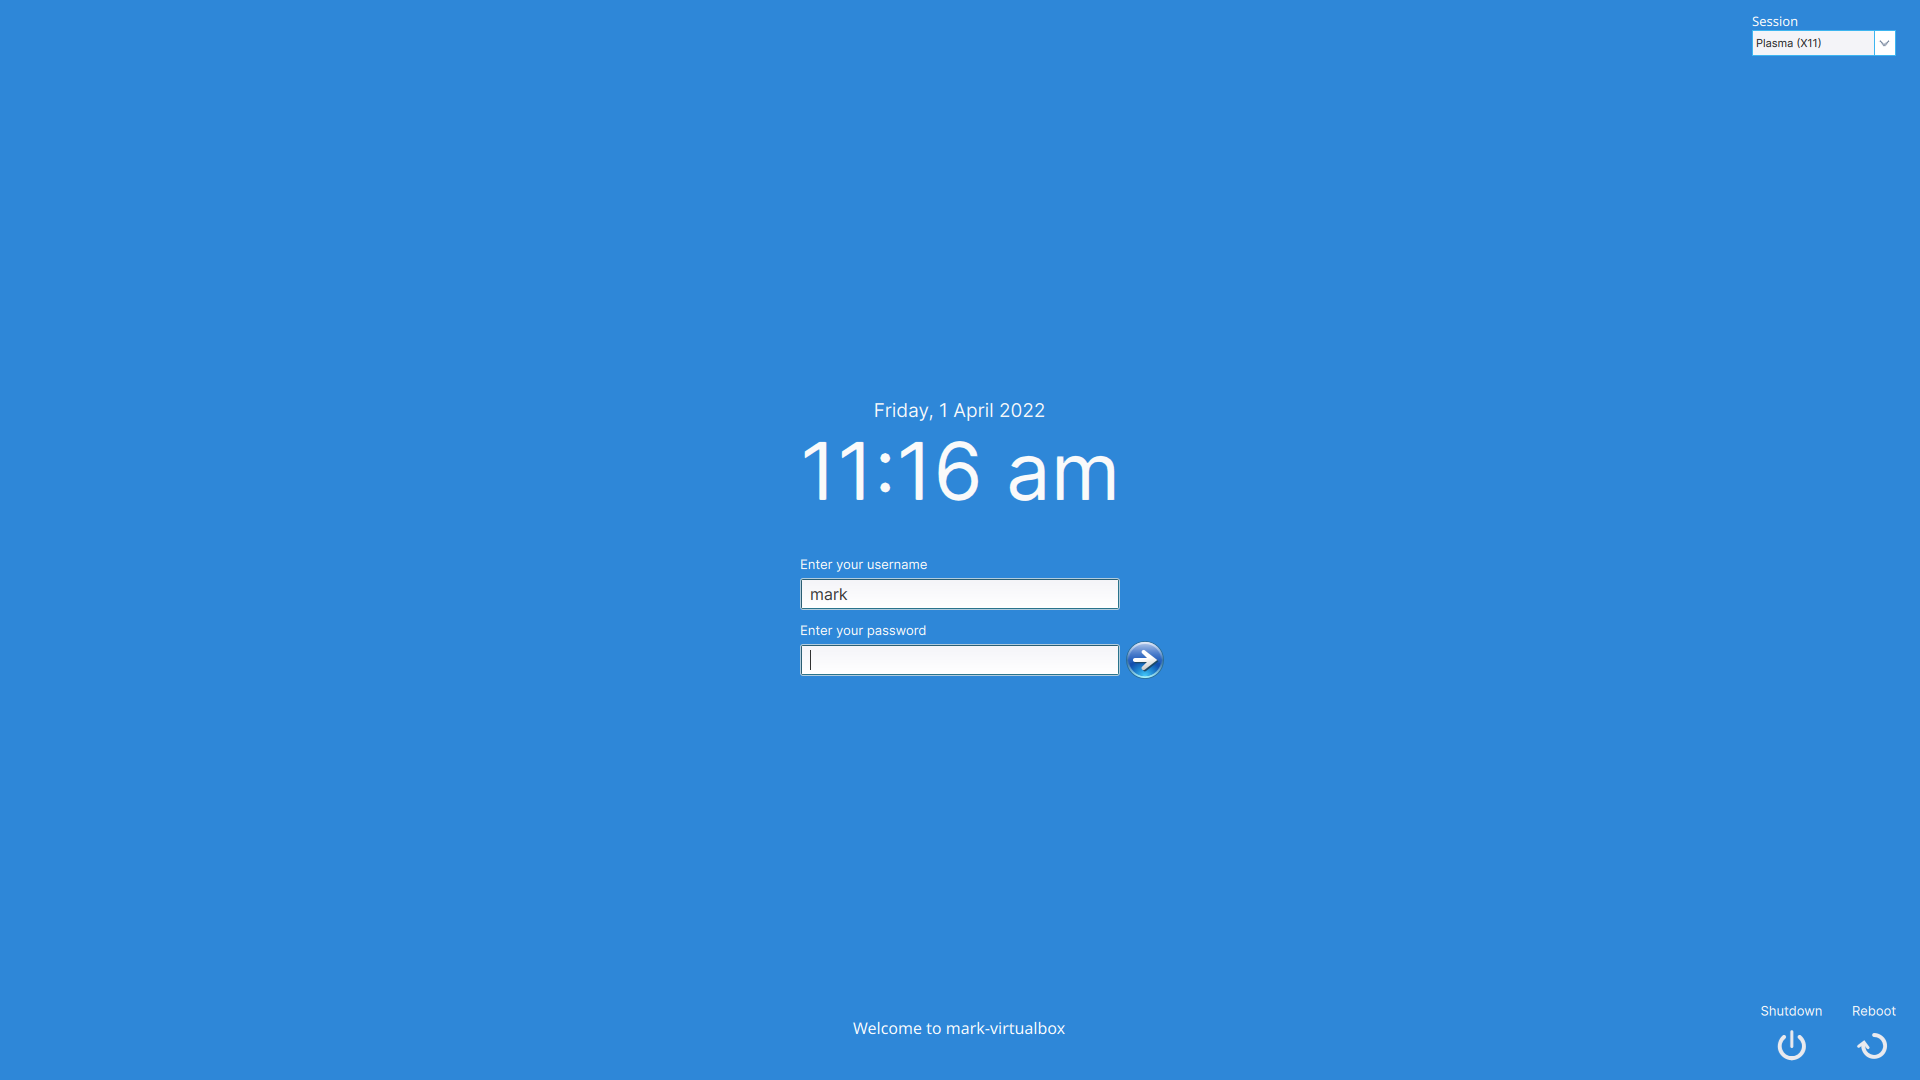 Session
Plasma (X11)
Friday, 1 April 2022
11:16 am
Enter your username
mark
Enter your password
Welcome to mark-virtualbox
Shutdown
Reboot